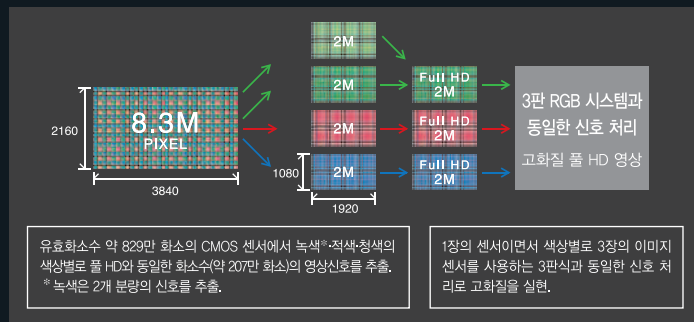 2160
8.3M
PIXEL
3840
2M
2M
2M
2M
1080
1920
Full HD
2M
Full HD
2M
Full HD
2M
3판 RGB 시스템과
동일한 신호 처리
고화질 풀 HD 영상
유효화소수 약 829만 화소의 CMOS 센서에서 녹색*·적색·청색의
색상별로 풀 HD와 동일한 화소수(약 207만 화소)의 영상신호를 추출.
* 녹색은 2개 분량의 신호를 추출.
1장의 센서이면서 색상별로 3장의 이미지
센서를 사용하는 3판식과 동일한 신호 처
리로 고화질을 실현.